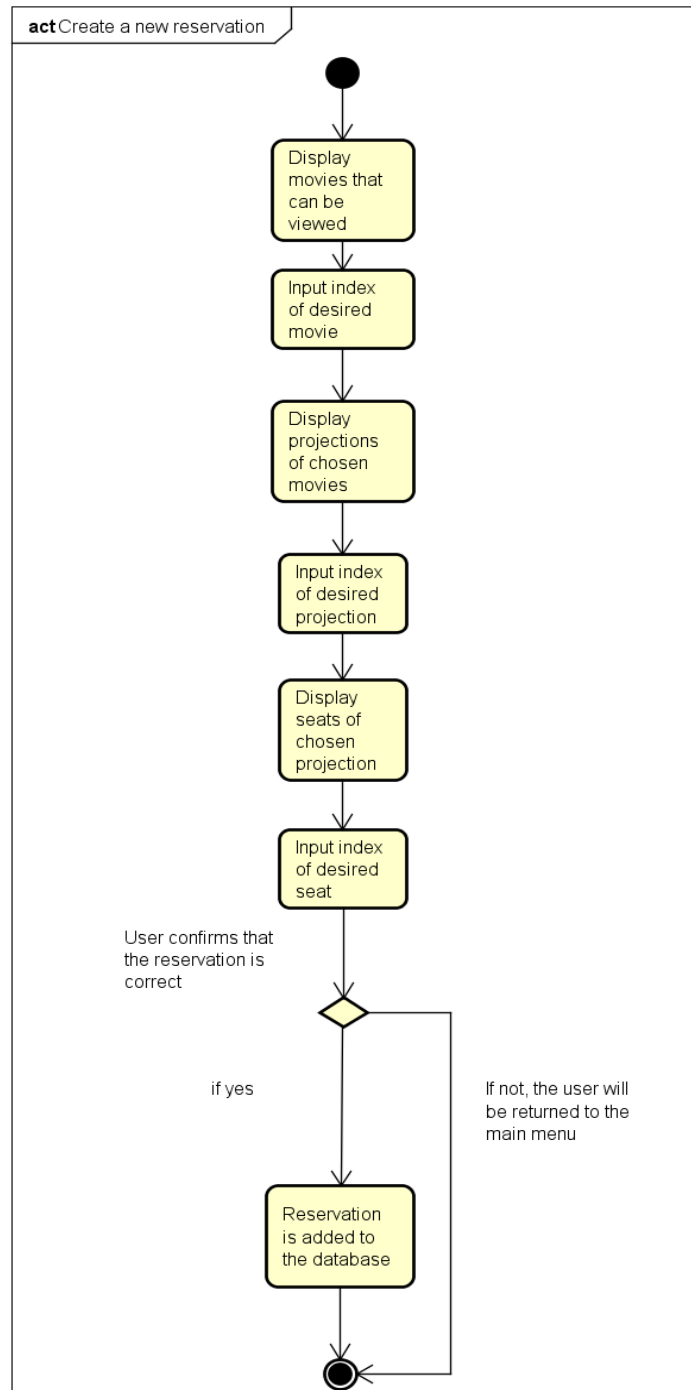 act Create a new reservation
Display
movies that
can be
viewed
Input index
of desired
movie
Display
projections
of chosen
movies
Input index
of desired
projection
Display
seats of
chosen
projection
Input index
of desired
seat
User confirms that
the reservation is
correct
if yes
If not, the user will
be returned to the
main menu
Reservation
is added to
the database